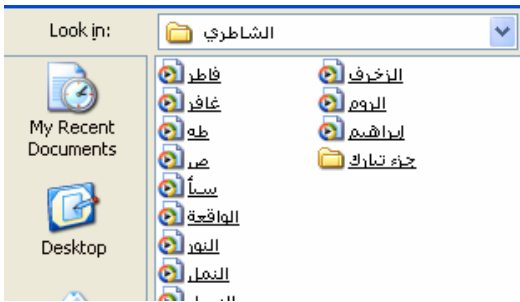 Look in:
الشاطري
My Recent
Documents
Desktop
فاطر
غافر
طه
ص
سبأ
الواقعة
النور
النمل
الزخرف
الروم
ابراهيم
جزء تبارك